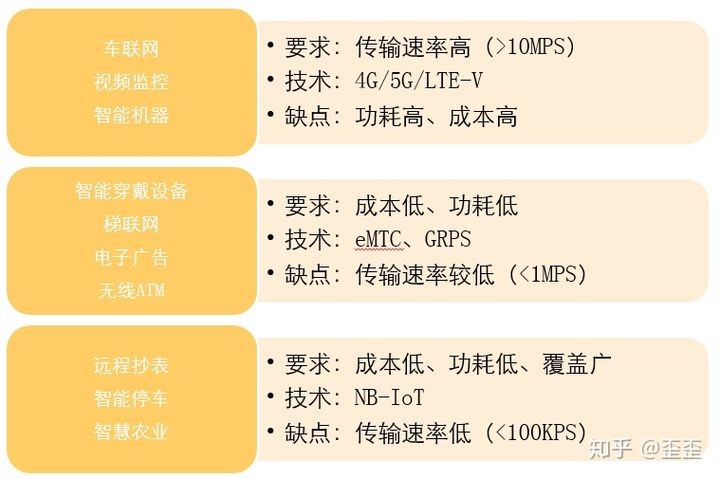 车联网
视频监控
智能机器
• 要求：传输速率高（>10MPS）
• 技术：4G/5G/LTE-V
• 缺点：功耗高、成本高
智能穿戴设备
梯联网
电子广告
无线ATM
• 要求：成本低、功耗低
• 技术：eMTC、GRPS
• 缺点：传输速率较低（<1MPS）
远程抄表
智能停车
智慧农业
• 要求：成本低、功耗低、覆盖广
• 技术：NB-IoT
• 缺点：传输速率低（<100KPS）
知乎 @歪歪